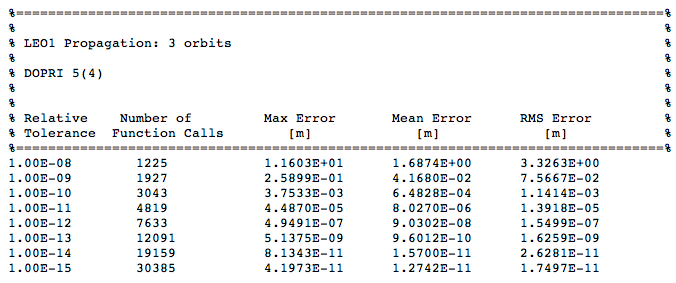 %=================================================================================%
% %
% LEO1 Propagation: 3 orbits %
% %
% DOPRI 5(4) %
% %
% %
% Relative Number of Max Error Mean Error RMS Error %
% Tolerance Function Calls [m] [m] [m] %
%=================================================================================%
1.00E-08 1225 1.1603E+01 1.6874E+00 3.3263E+00
1.00E-09 1927 2.5899E-01 4.1680E-02 7.5667E-02
1.00E-10 3043 3.7533E-03 6.4828E-04 1.1414E-03
1.00E-11 4819 4.4870E-05 8.0270E-06 1.3918E-05
1.00E-12 7633 4.9491E-07 9.0302E-08 1.5499E-07
1.00E-13 12091 5.1375E-09 9.6012E-10 1.6259E-09
1.00E-14 19159 8.1343E-11 1.5700E-11 2.6281E-11
1.00E-15 30385 4.1973E-11 1.2742E-11 1.7497E-11